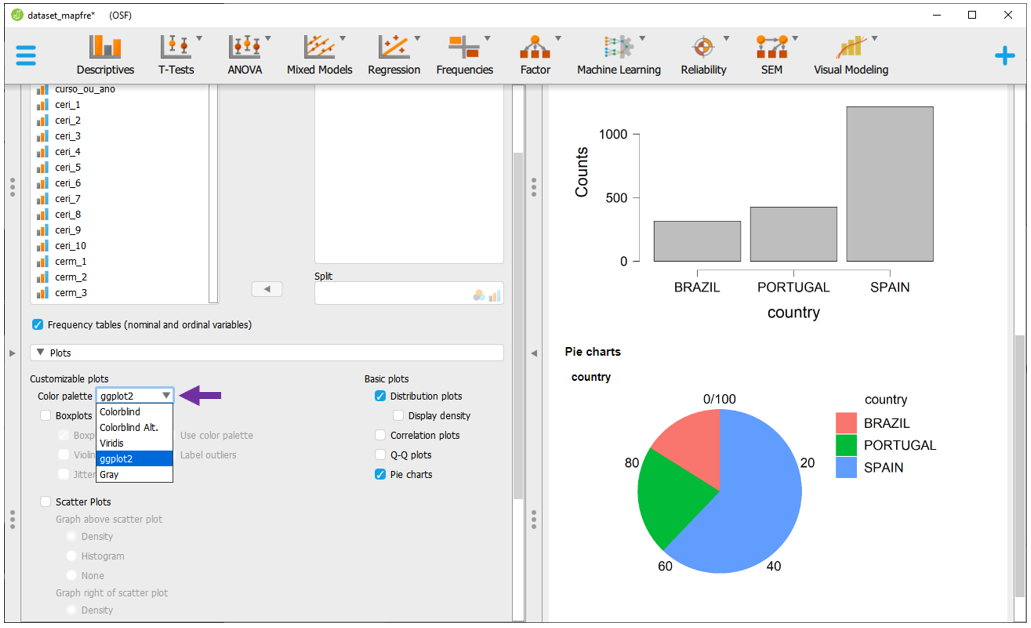 dataset_mapfre* (OSF)
Descriptives T-Tests ANOVA Mixed Models Regression Frequencies Factor Machine Learning Reliability SEM Visual Modeling
curso_ou_ano
ceri_1
ceri_2
ceri_3
ceri_4
ceri_5
ceri_6
ceri_7
ceri_8
ceri_9
ceri_10
cerm_1
cerm_2
cerm_3
Split
Frequency tables (nominal and ordinal variables)
Plots
Customizable plots
Color palette ggplot2
Colorblind
Colorblind Alt.
Viridis
ggplot2
Gray
Boxplots
Use color palette
Label outliers
Jitter
Scatter Plots
Graph above scatter plot
Density
Histogram
None
Graph right of scatter plot
Density
Basic plots
Distribution plots
Display density
Correlation plots
Q-Q plots
Pie charts
Counts
1000
500
0
BRAZIL PORTUGAL SPAIN
country
Pie charts
country
0/100
20
40
60
80
country
BRAZIL
PORTUGAL
SPAIN